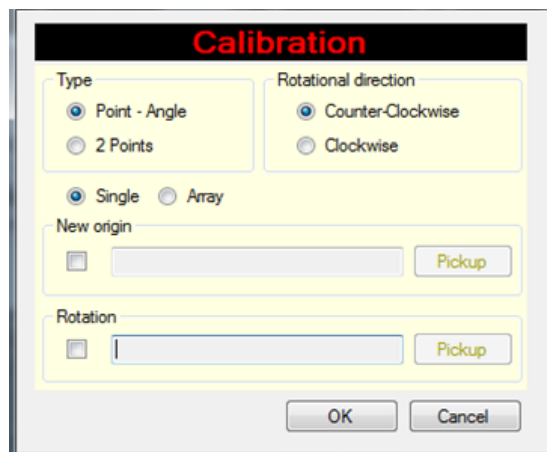 Calibration
Type
Rotational direction
Point - Angle
Counter-Clockwise
2 Points
Clockwise
Single Array
New origin
Pickup
Rotation
Pickup
OK Cancel